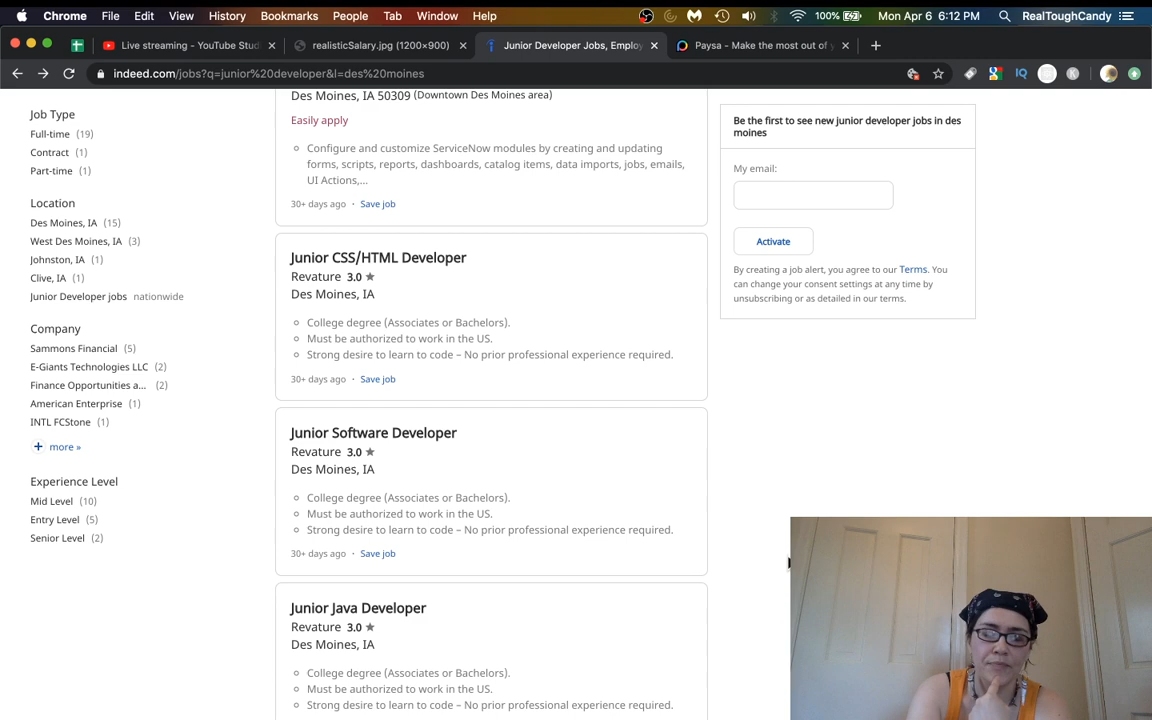 Chrome File Edit View History Bookmarks People Tab Window Help 100% Mon Apr 6 6:12 PM RealToughCandy
Live streaming - YouTube Studi realisticSalary.jpg (1200×900) Junior Developer Jobs, Employ Paysa - Make the most out of y
indeed.com/jobs?q=junior%20developer&l=des%20moines
Job Type
Full-time (19)
Contract (1)
Part-time (1)
Location
Des Moines, IA (15)
West Des Moines, IA (3)
Johnston, IA (1)
Clive, IA (1)
Junior Developer jobs nationwide
Company
Sammons Financial (5)
E-Giants Technologies LLC (2)
Finance Opportunities a... (2)
American Enterprise (1)
INTL FCStone (1)
+ more »
Experience Level
Mid Level (10)
Entry Level (5)
Senior Level (2)
Des Moines, IA 50309 (Downtown Des Moines area)
Easily apply
Configure and customize ServiceNow modules by creating and updating
forms, scripts, reports, dashboards, catalog items, data imports, jobs, emails,
UI Actions,...
30+ days ago · Save job
Junior CSS/HTML Developer
Revature 3.0 ★
Des Moines, IA
College degree (Associates or Bachelors).
Must be authorized to work in the US.
Strong desire to learn to code – No prior professional experience required.
30+ days ago · Save job
Junior Software Developer
Revature 3.0 ★
Des Moines, IA
College degree (Associates or Bachelors).
Must be authorized to work in the US.
Strong desire to learn to code – No prior professional experience required.
30+ days ago · Save job
Junior Java Developer
Revature 3.0 ★
Des Moines, IA
College degree (Associates or Bachelors).
Must be authorized to work in the US.
Strong desire to learn to code – No prior professional experience required.
Be the first to see new junior developer jobs in des
moines
My email:
Activate
By creating a job alert, you agree to our Terms. You
can change your consent settings at any time by
unsubscribing or as detailed in our terms.